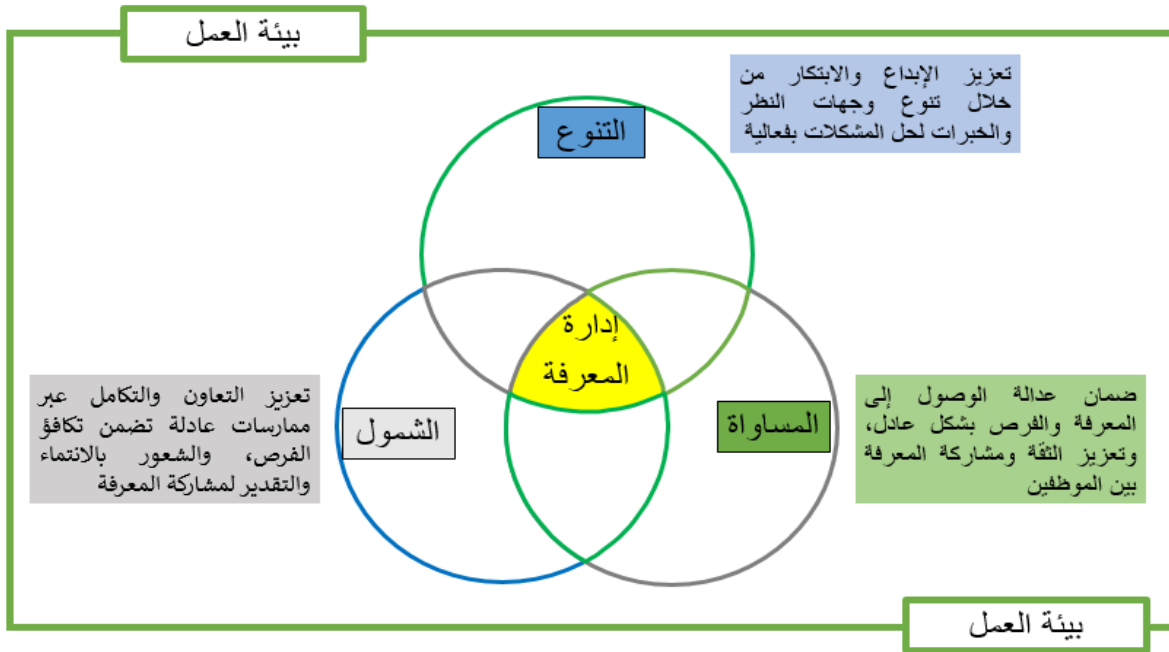 بيئة العمل
تعزيز الإبداع والابتكار من
خلال تنوع وجهات النظر
والخبرات لحل المشكلات بفعالية
التنوع
إدارة
المعرفة
ضمان عدالة الوصول إلى
المعرفة والفرص بشكل عادل،
وتعزيز الثقة ومشاركة المعرفة
بين الموظفين
المساواة
الشمول
تعزيز التعاون والتكامل عبر
ممارسات عادلة تضمن تكافؤ
الفرص، والشعور بالانتماء
والتقدير لمشاركة المعرفة
بيئة العمل